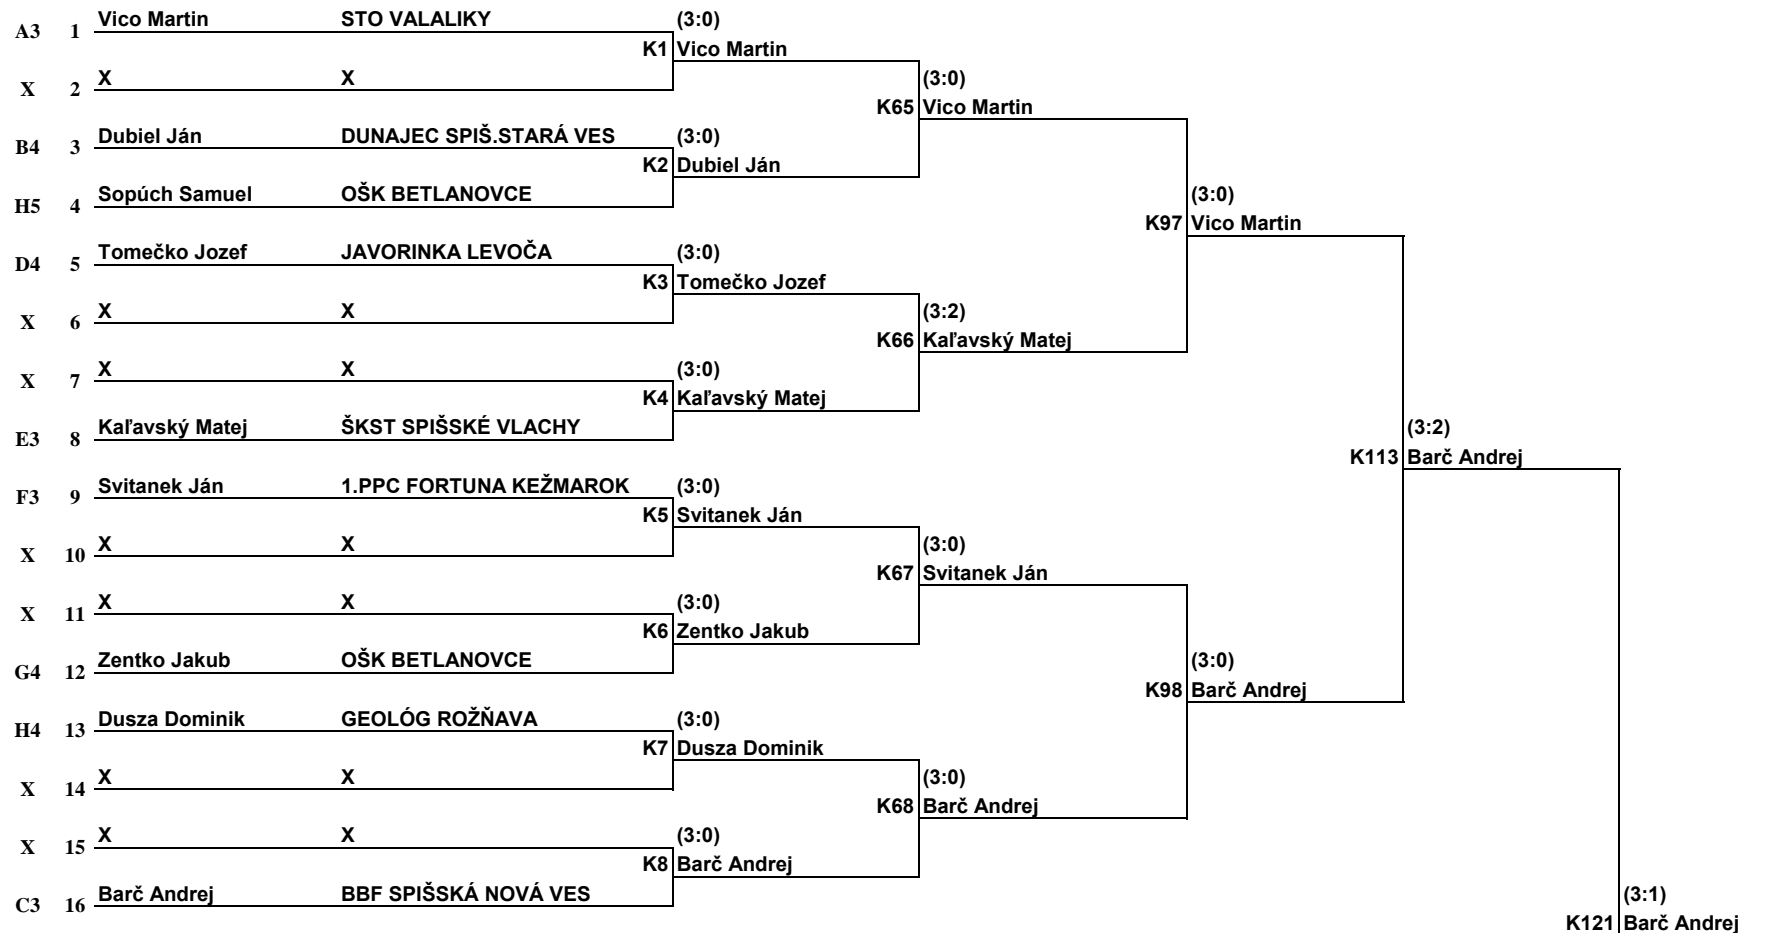 Vico Martin STO VALALIKY (3:0)
A3 1
K1 Vico Martin
X X (3:0)
X 2
K65 Vico Martin
Dubiel Ján DUNAJEC SPIŠ.STARÁ VES (3:0)
B4 3
K2 Dubiel Ján
Sopúch Samuel OŠK BETLANOVCE (3:0)
H5 4
K97 Vico Martin
Tomečko Jozef JAVORINKA LEVOČA (3:0)
D4 5
K3 Tomečko Jozef
X X (3:2)
X 6
K66 Kaľavský Matej
X X (3:0)
X 7
K4 Kaľavský Matej
Kaľavský Matej ŠKST SPIŠSKÉ VLACHY (3:2)
E3 8
K113 Barč Andrej
Svitanek Ján 1.PPC FORTUNA KEŽMAROK (3:0)
F3 9
K5 Svitanek Ján
X X (3:0)
X 10
K67 Svitanek Ján
X X (3:0)
X 11
K6 Zentko Jakub
Zentko Jakub OŠK BETLANOVCE (3:0)
G4 12
K98 Barč Andrej
Dusza Dominik GEOLÓG ROŽŇAVA (3:0)
H4 13
K7 Dusza Dominik
X X (3:0)
X 14
K68 Barč Andrej
X X (3:0)
X 15
K8 Barč Andrej
Barč Andrej BBF SPIŠSKÁ NOVÁ VES (3:1)
C3 16
K121 Barč Andrej